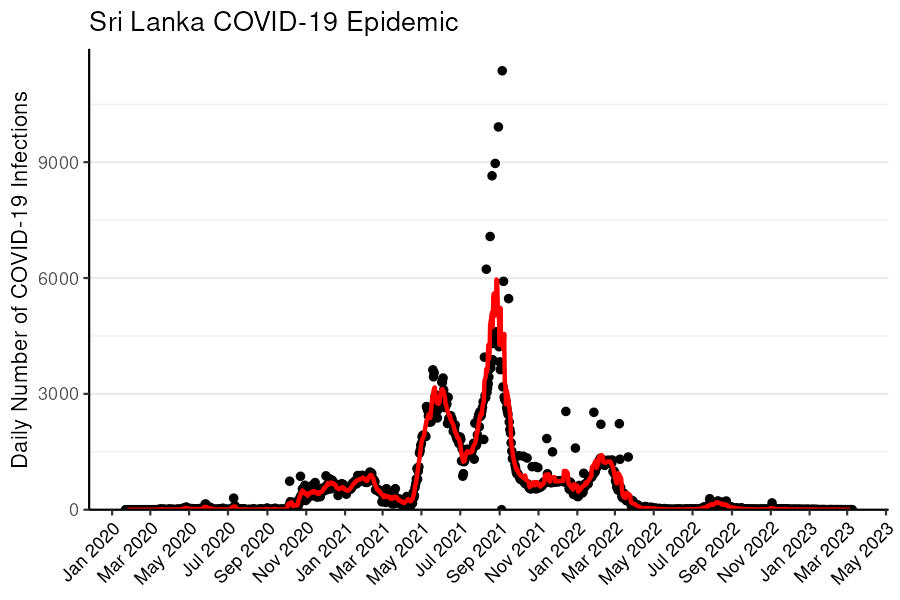 Sri Lanka COVID-19 Epidemic
Daily Number of COVID-19 Infections
9000
6000
3000
0
Jan 2020
Mar 2020
May 2020
Jul 2020
Sep 2020
Nov 2020
Jan 2021
Mar 2021
May 2021
Jul 2021
Sep 2021
Nov 2021
Jan 2022
Mar 2022
May 2022
Jul 2022
Sep 2022
Nov 2022
Jan 2023
Mar 2023
May 2023